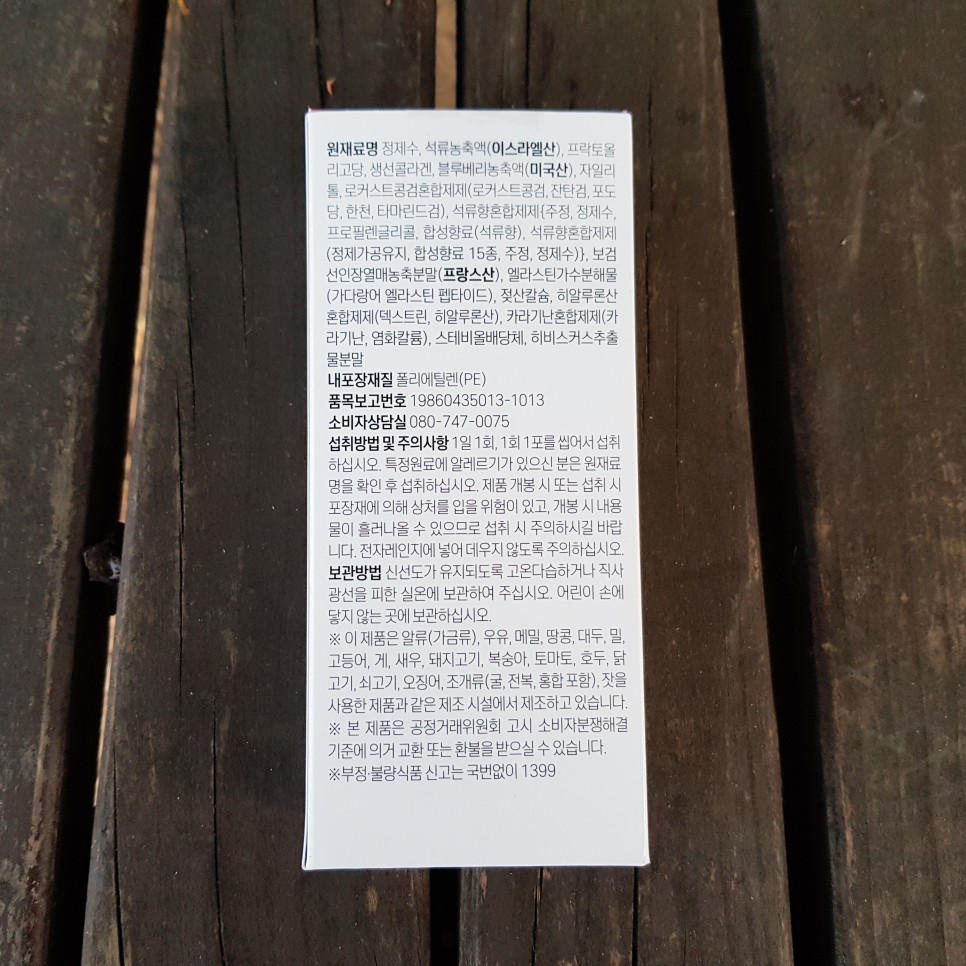 원재료명 정제수, 석류농축액(이스라엘산), 프락토올
리고당, 생선콜라겐, 블루베리농축액(미국산), 자일리
톨, 로커스트콩검혼합제제(로커스트콩검, 잔탄검, 포도
당, 한천, 타마린드검), 석류향혼합제제{주정, 정제수,
프로필렌글리콜, 합성향료(석류향), 석류향혼합제제
(정제가공유지, 합성향료 15종, 주정, 정제수)}, 보검
선인장열매농축분말(프랑스산), 엘라스틴가수분해물
(가다랑어 엘라스틴 펩타이드), 젖산칼슘, 히알루론산
혼합제제(덱스트린, 히알루론산), 카라기난혼합제제(카
라기난, 염화칼륨), 스테비올배당체, 히비스커스추출
물분말
내포장재질 폴리에틸렌(PE)
품목보고번호 19860435013-1013
소비자상담실 080-747-0075
섭취방법 및 주의사항 1일 1회, 1회 1포를 씹어서 섭취
하십시오. 특정원료에 알레르기가 있으신 분은 원재료
명을 확인 후 섭취하십시오. 제품 개봉 시 또는 섭취 시
포장재에 의해 상처를 입을 위험이 있고, 개봉 시 내용
물이 흘러나올 수 있으므로 섭취 시 주의하시길 바랍
니다. 전자레인지에 넣어 데우지 않도록 주의하십시오.
보관방법 신선도가 유지되도록 고온다습하거나 직사
광선을 피한 실온에 보관하여 주십시오. 어린이 손에
닿지 않는 곳에 보관하십시오.
※ 이 제품은 알류(가금류), 우유, 메밀, 땅콩, 대두, 밀,
고등어, 게, 새우, 돼지고기, 복숭아, 토마토, 호두, 닭
고기, 쇠고기, 오징어, 조개류(굴, 전복, 홍합 포함), 잣을
사용한 제품과 같은 제조 시설에서 제조하고 있습니다.
※ 본 제품은 공정거래위원회 고시 소비자분쟁해결
기준에 의거 교환 또는 환불을 받으실 수 있습니다.
※부정·불량식품 신고는 국번없이 1399